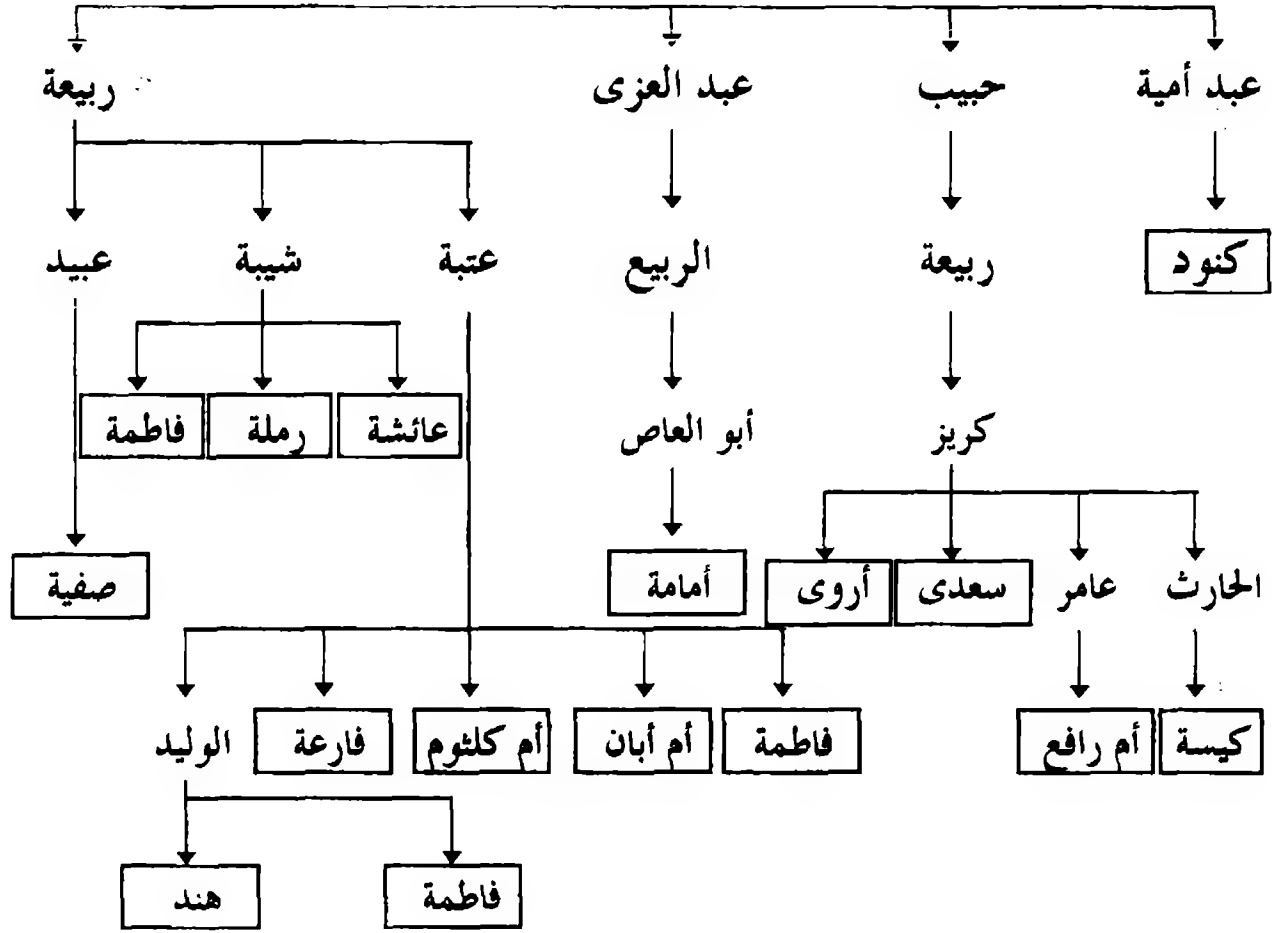 عبد أمية حبيب عبد العزى ربيعة
كنود ربيعة الربيع عتبة شيبة عبيد
كريز أبو العاص عائشة رملة فاطمة
الحارث عامر سعدى أروى أمامة صفية
كيسة أم رافع فاطمة أم أبان أم كلثوم فارعة الوليد
فاطمة هند